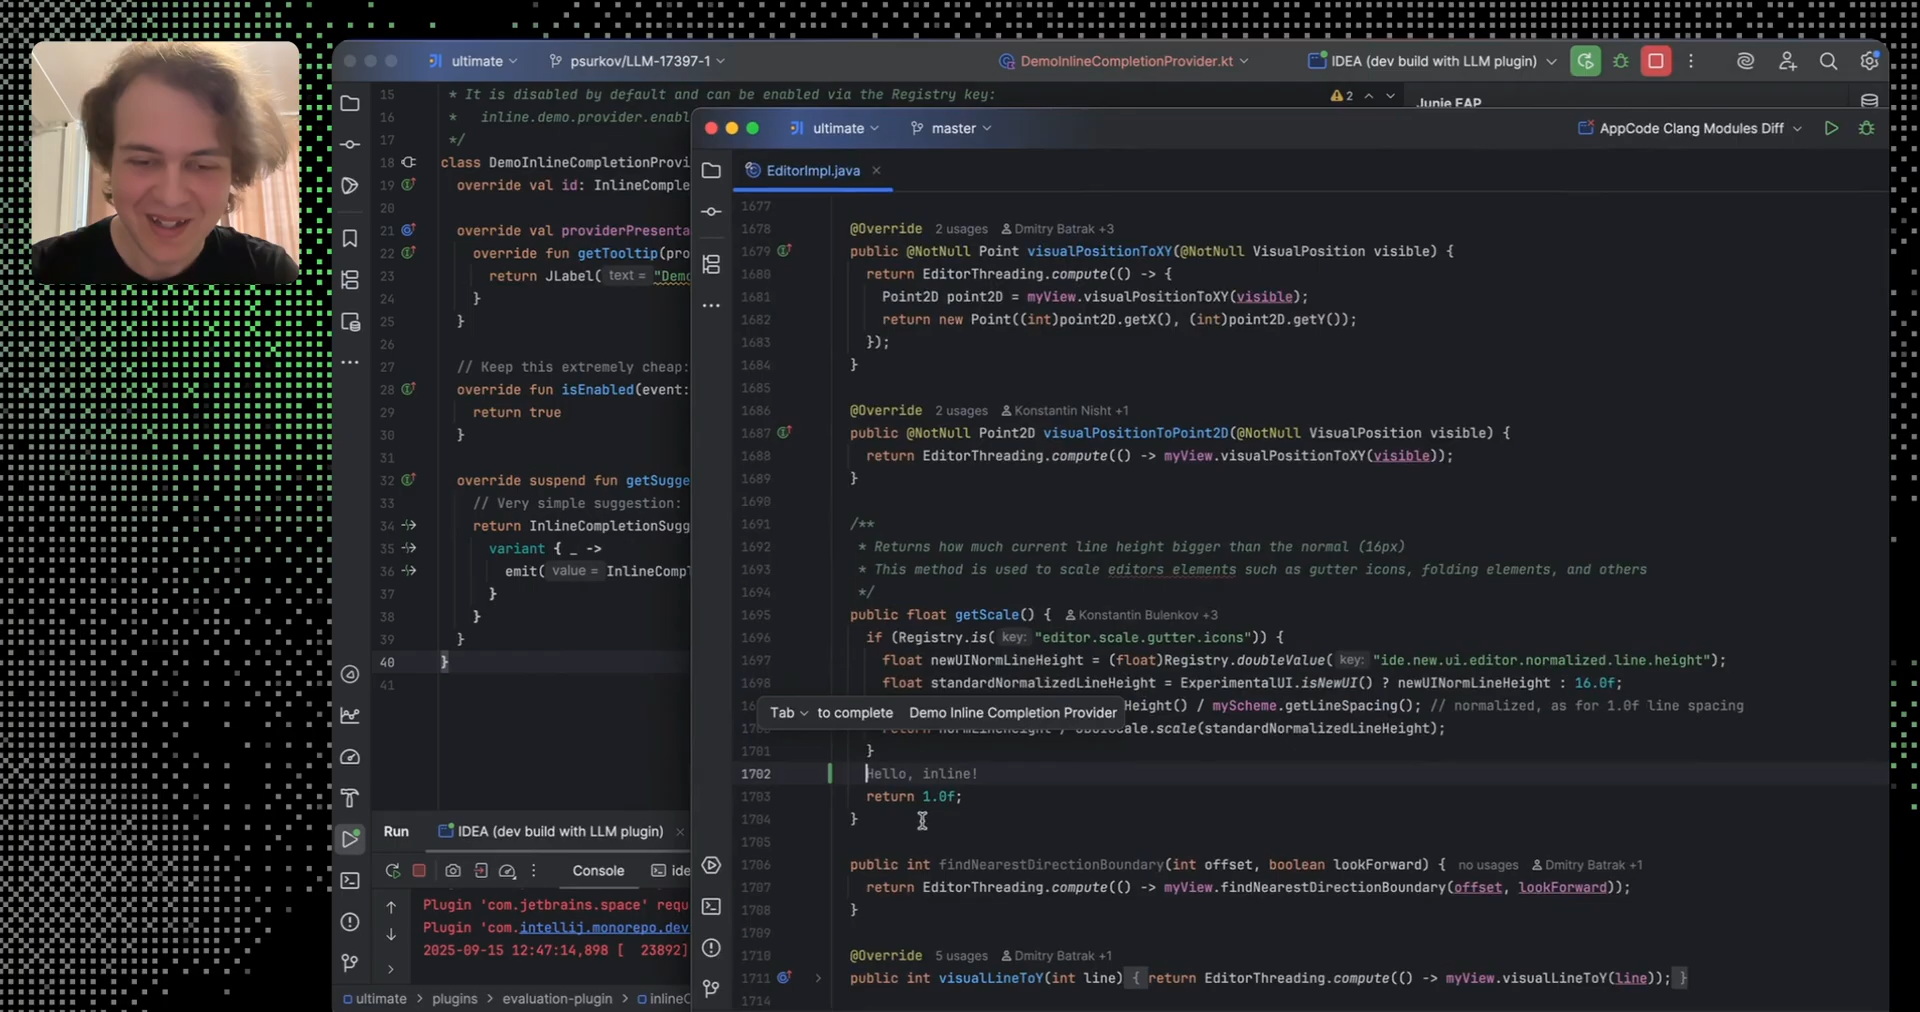 ultimate
psurkov/LLM-17397-1
DemoInlineCompletionProvider.kt
IDEA (dev build with LLM plugin)
15 * It is disabled by default and can be enabled via the Registry key:
2
Junie EAP
16 * inline.demo.provider.enabl
17 */
18 class DemoInlineCompletionProvi
19 override val id: InlineComple
20
21 override val providerPresenta
22 override fun getTooltip(pro
23 return JLabel( text = "Demo
24 }
25 }
26
27 // Keep this extremely cheap:
28 override fun isEnabled(event:
29 return true
30 }
31
32 override suspend fun getSugge
33 // Very simple suggestion:
34 return InlineCompletionSugg
35 variant { _ ->
36 emit( value = InlineCompl
37 }
38 }
39 }
40 }
41
Run IDEA (dev build with LLM plugin)
Console ide
Plugin 'com.jetbrains.space' requ
Plugin 'com.intellij.monorepo.dev
2025-09-15 12:47:14,898 [ 23892]
ultimate > plugins > evaluation-plugin > inlineC
ultimate master AppCode Clang Modules Diff
EditorImpl.java
1677
1678 @Override 2 usages Dmitry Batrak +3
1679 public @NotNull Point visualPositionToXY(@NotNull VisualPosition visible) {
1680 return EditorThreading.compute(() -> {
1681 Point2D point2D = myView.visualPositionToXY(visible);
1682 return new Point((int)point2D.getX(), (int)point2D.getY());
1683 });
1684 }
1685
1686 @Override 2 usages Konstantin Nisht +1
1687 public @NotNull Point2D visualPositionToPoint2D(@NotNull VisualPosition visible) {
1688 return EditorThreading.compute(() -> myView.visualPositionToXY(visible));
1689 }
1690
1691 /**
1692 * Returns how much current line height bigger than the normal (16px)
1693 * This method is used to scale editors elements such as gutter icons, folding elements, and others
1694 */
1695 public float getScale() { Konstantin Bulenkov +3
1696 if (Registry.is( key: "editor.scale.gutter.icons")) {
1697 float newUINormLineHeight = (float)Registry.doubleValue( key: "ide.new.ui.editor.normalized.line.height");
1698 float standardNormalizedLineHeight = ExperimentalUI.isNewUI() ? newUINormLineHeight : 16.0f;
Tab to complete Demo Inline Completion Provider
Height() / myScheme.getLineSpacing(); // normalized, as for 1.0f line spacing
.scale(standardNormalizedLineHeight);
1701 }
1702 Hello, inline!
1703 return 1.0f;
1704 }
1705
1706 public int findNearestDirectionBoundary(int offset, boolean lookForward) { no usages Dmitry Batrak +1
1707 return EditorThreading.compute(() -> myView.findNearestDirectionBoundary(offset, lookForward));
1708 }
1709
1710 @Override 5 usages Dmitry Batrak +1
1711 public int visualLineToY(int line) { return EditorThreading.compute(() -> myView.visualLineToY(line)); }
1714